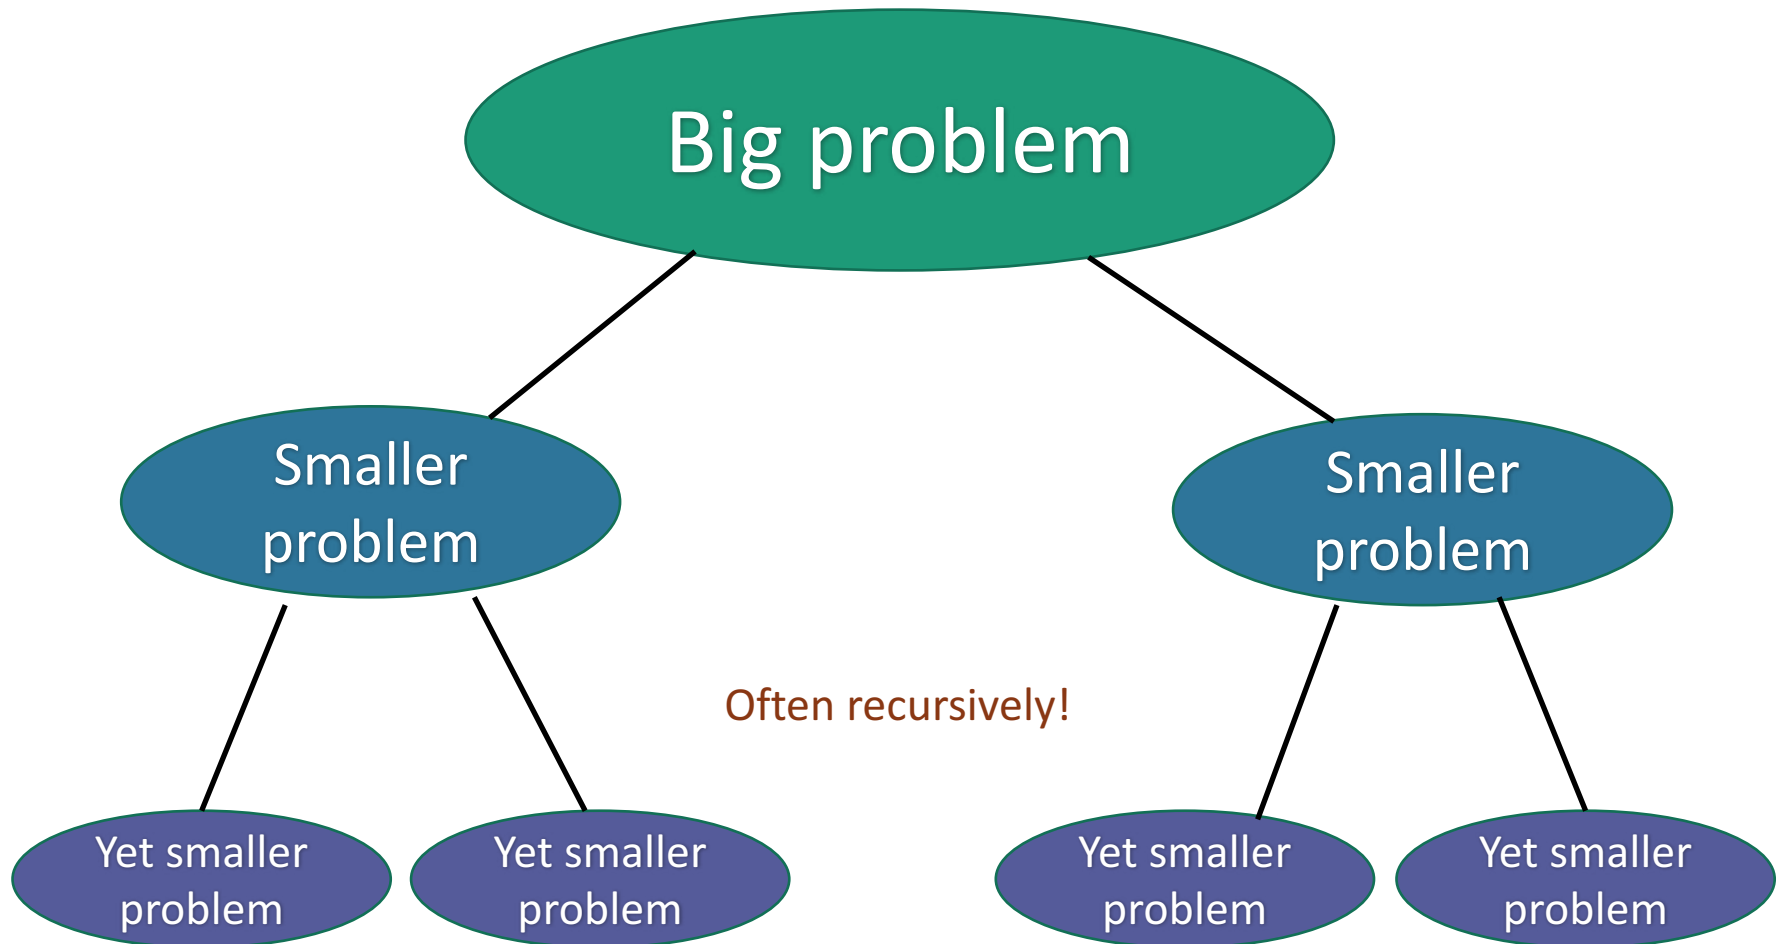 Big problem
Smaller
problem
Smaller
problem
Often recursively!
Yet smaller
problem
Yet smaller
problem
Yet smaller
problem
Yet smaller
problem